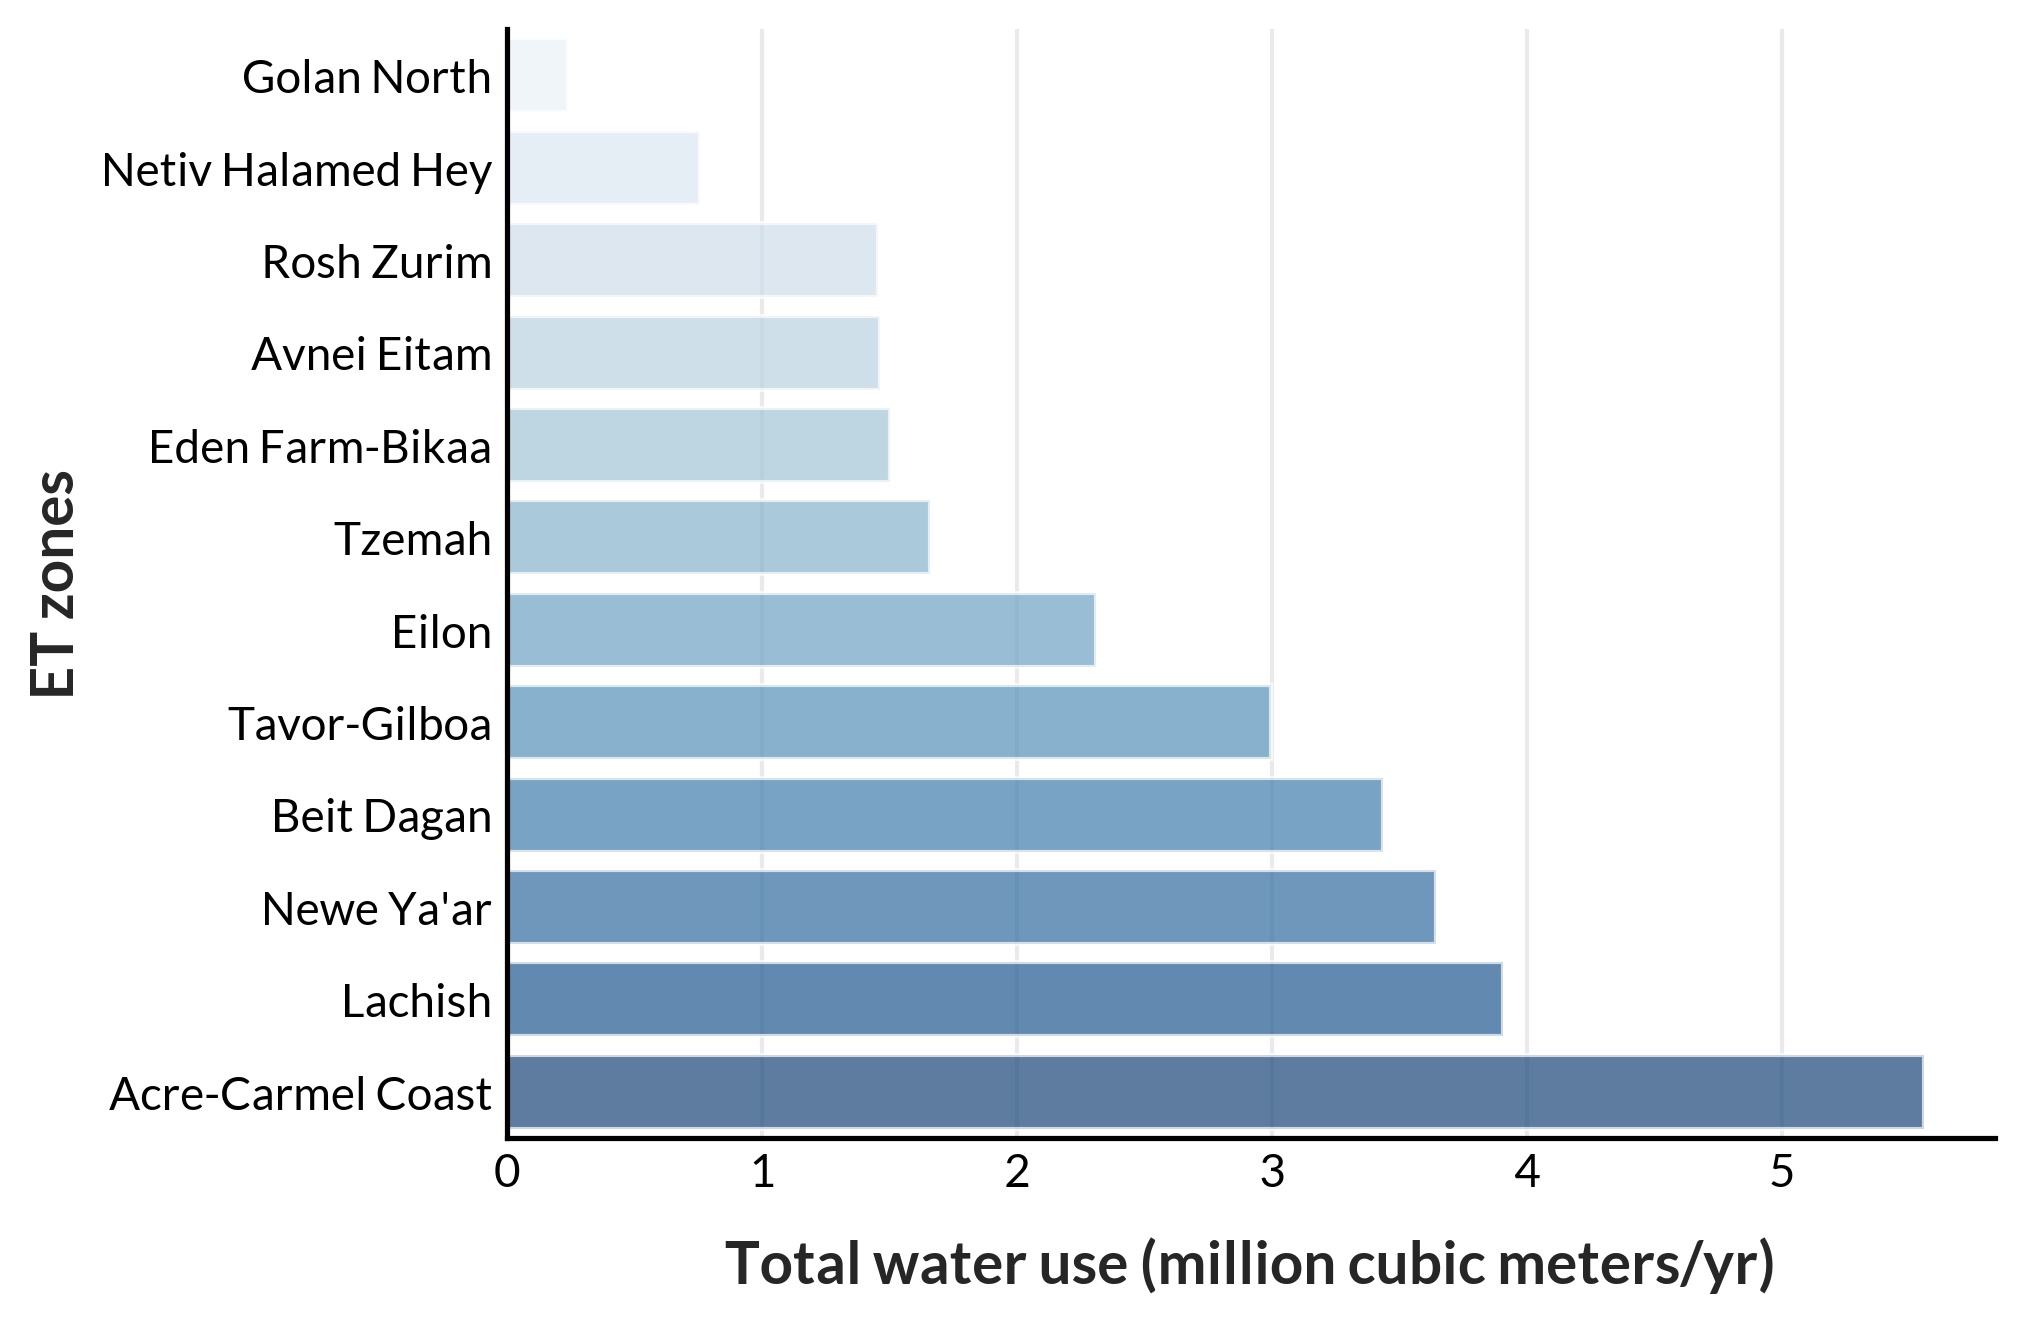 Golan North
Netiv Halamed Hey
Rosh Zurim
Avnei Eitam
Eden Farm-Bikaa
Tzemah
Eilon
Tavor-Gilboa
Beit Dagan
Newe Ya'ar
Lachish
Acre-Carmel Coast
ET zones
0 1 2 3 4 5
Total water use (million cubic meters/yr)